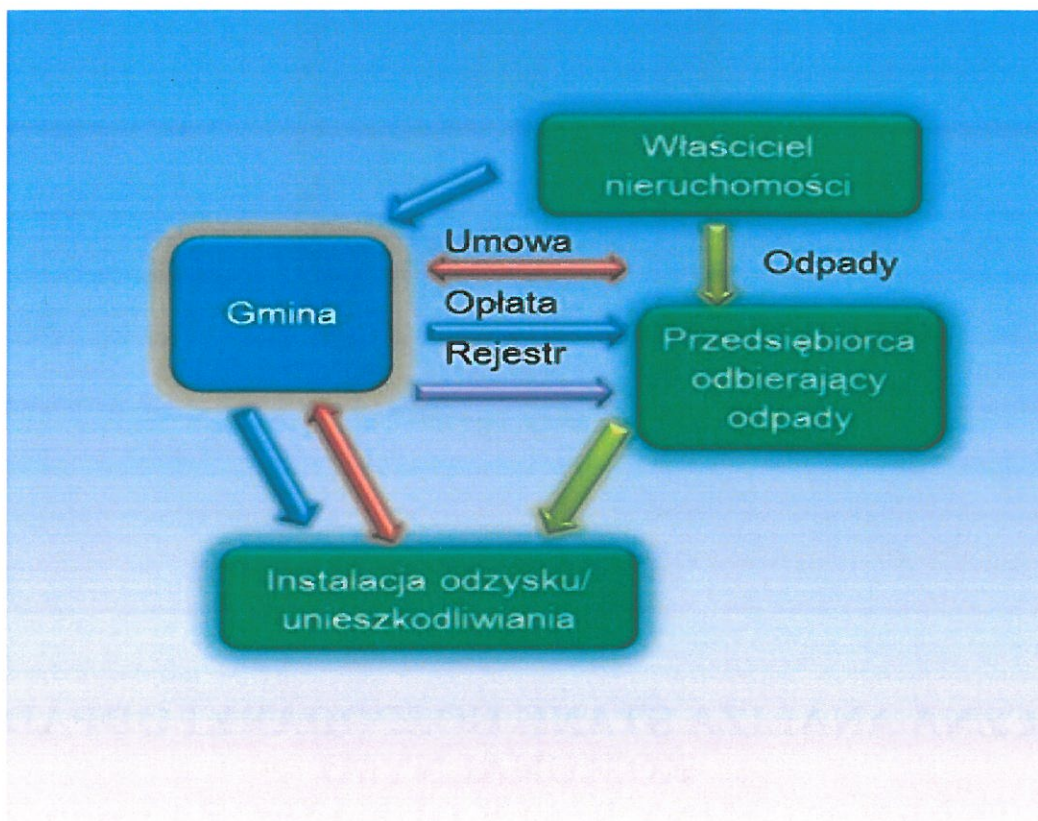 Właściciel
nieruchomości
Umowa
Odpady
Gmina
Opłata
Rejestr
Przedsiębiorca
odbierający
odpady
Instalacja odzysku/
unieszkodliwiania